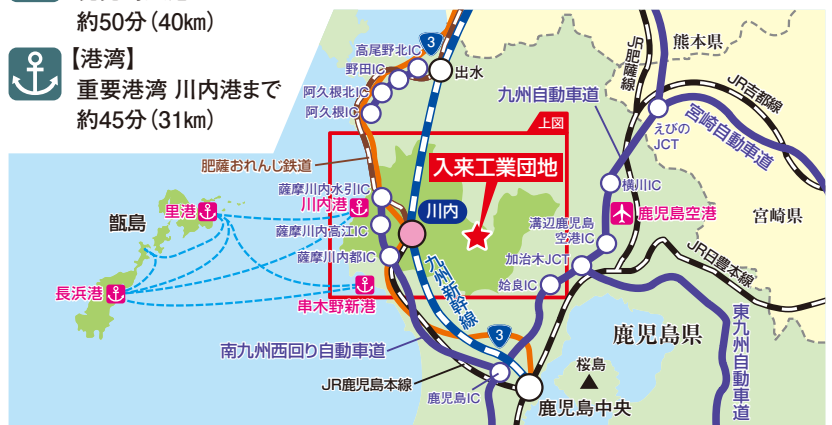 約50分（40km）
【港湾】
重要港湾 川内港まで
約45分（31km）
3
高尾野北IC
野田IC
出水
阿久根北IC
阿久根IC
JR肥薩線
熊本県
九州自動車道
JR吉都線
宮崎自動車道
えびの
JCT
上図
肥薩おれんじ鉄道
入来工業団地
薩摩川内水引IC
横川IC
里港
川内港
川内
甑島
薩摩川内高江IC
溝辺鹿児島
空港IC
鹿児島空港
宮崎県
薩摩川内都IC
加治木JCT
JR日豊本線
長浜港
串木野新港
九州新幹線
姶良IC
3
南九州西回り自動車道
鹿児島県
東九州自動車道
JR鹿児島本線
桜島
鹿児島IC
鹿児島中央